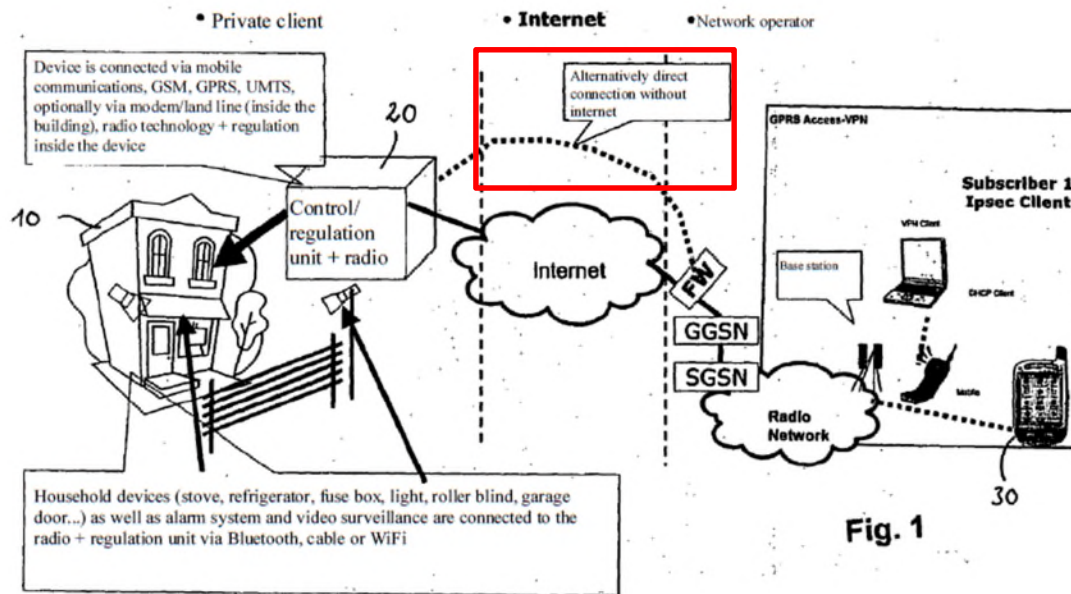 • Private client
• Internet
• Network operator
Device is connected via mobile
communications, GSM, GPRS, UMTS,
optionally via modem/land line (inside the
building), radio technology + regulation
inside the device
20
Alternatively direct
connection without
internet
GPRS Access-VPN
Subscriber 1
Ipsec Client
10
Control/
regulation
unit + radio
Internet
FW
VPN Client
Base station
DHCP Client
GGSN
SGSN
Radio
Network
Mobile
30
Household devices (stove, refrigerator, fuse box, light, roller blind, garage
door...) as well as alarm system and video surveillance are connected to the
radio + regulation unit via Bluetooth, cable or WiFi
Fig. 1